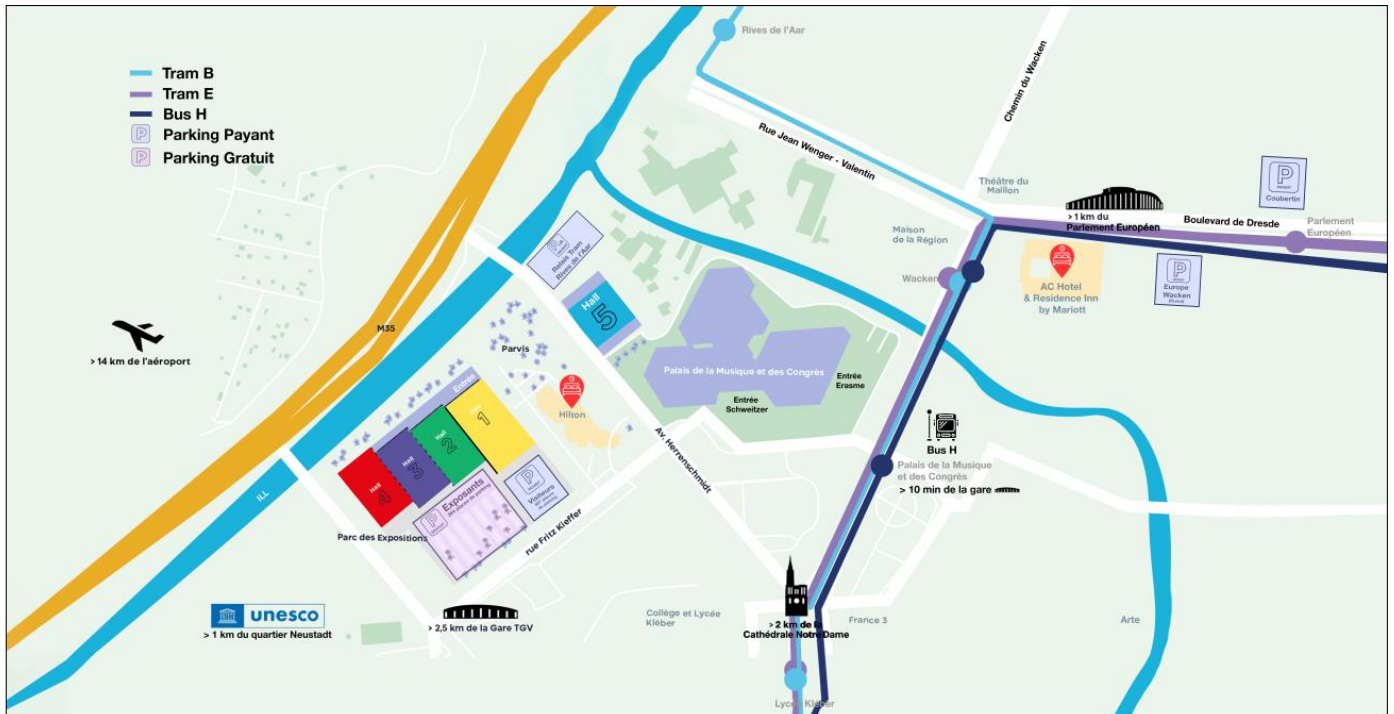 Tram B
Tram E
Bus H
P Parking Payant
P Parking Gratuit
Rives de l'Aar
Chemin du Wacken
Rue Jean Wenger - Valentin
Théâtre du
Maillon
P
Coubertin
> 1 km du
Parlement Européen
Boulevard de Dresde
Parlement
Européen
Maison
de la Région
Wacken
AC Hotel
& Residence Inn
by Mariott
P
Europe
Wacken
Relais Tram
Rives de l'Aar
Hall
5
M35
> 14 km de l'aéroport
Parvis
Palais de la Musique et des Congrès
Entrée
Erasme
Entrée
Schweitzer
Entrée
Hilton
1
Hall
2
Hall
3
Hall
4
Av. Herrenschmidt
Bus H
Palais de la Musique
et des Congrès
> 10 min de la gare
ILL
P
Exposants
P
Visiteurs
Parc des Expositions
rue Fritz Kieffer
unesco
> 1 km du quartier Neustadt
> 2,5 km de la Gare TGV
Collège et Lycée
Kléber
> 2 km de la
Cathédrale Notre Dame
France 3
Arte
Lycée Kléber